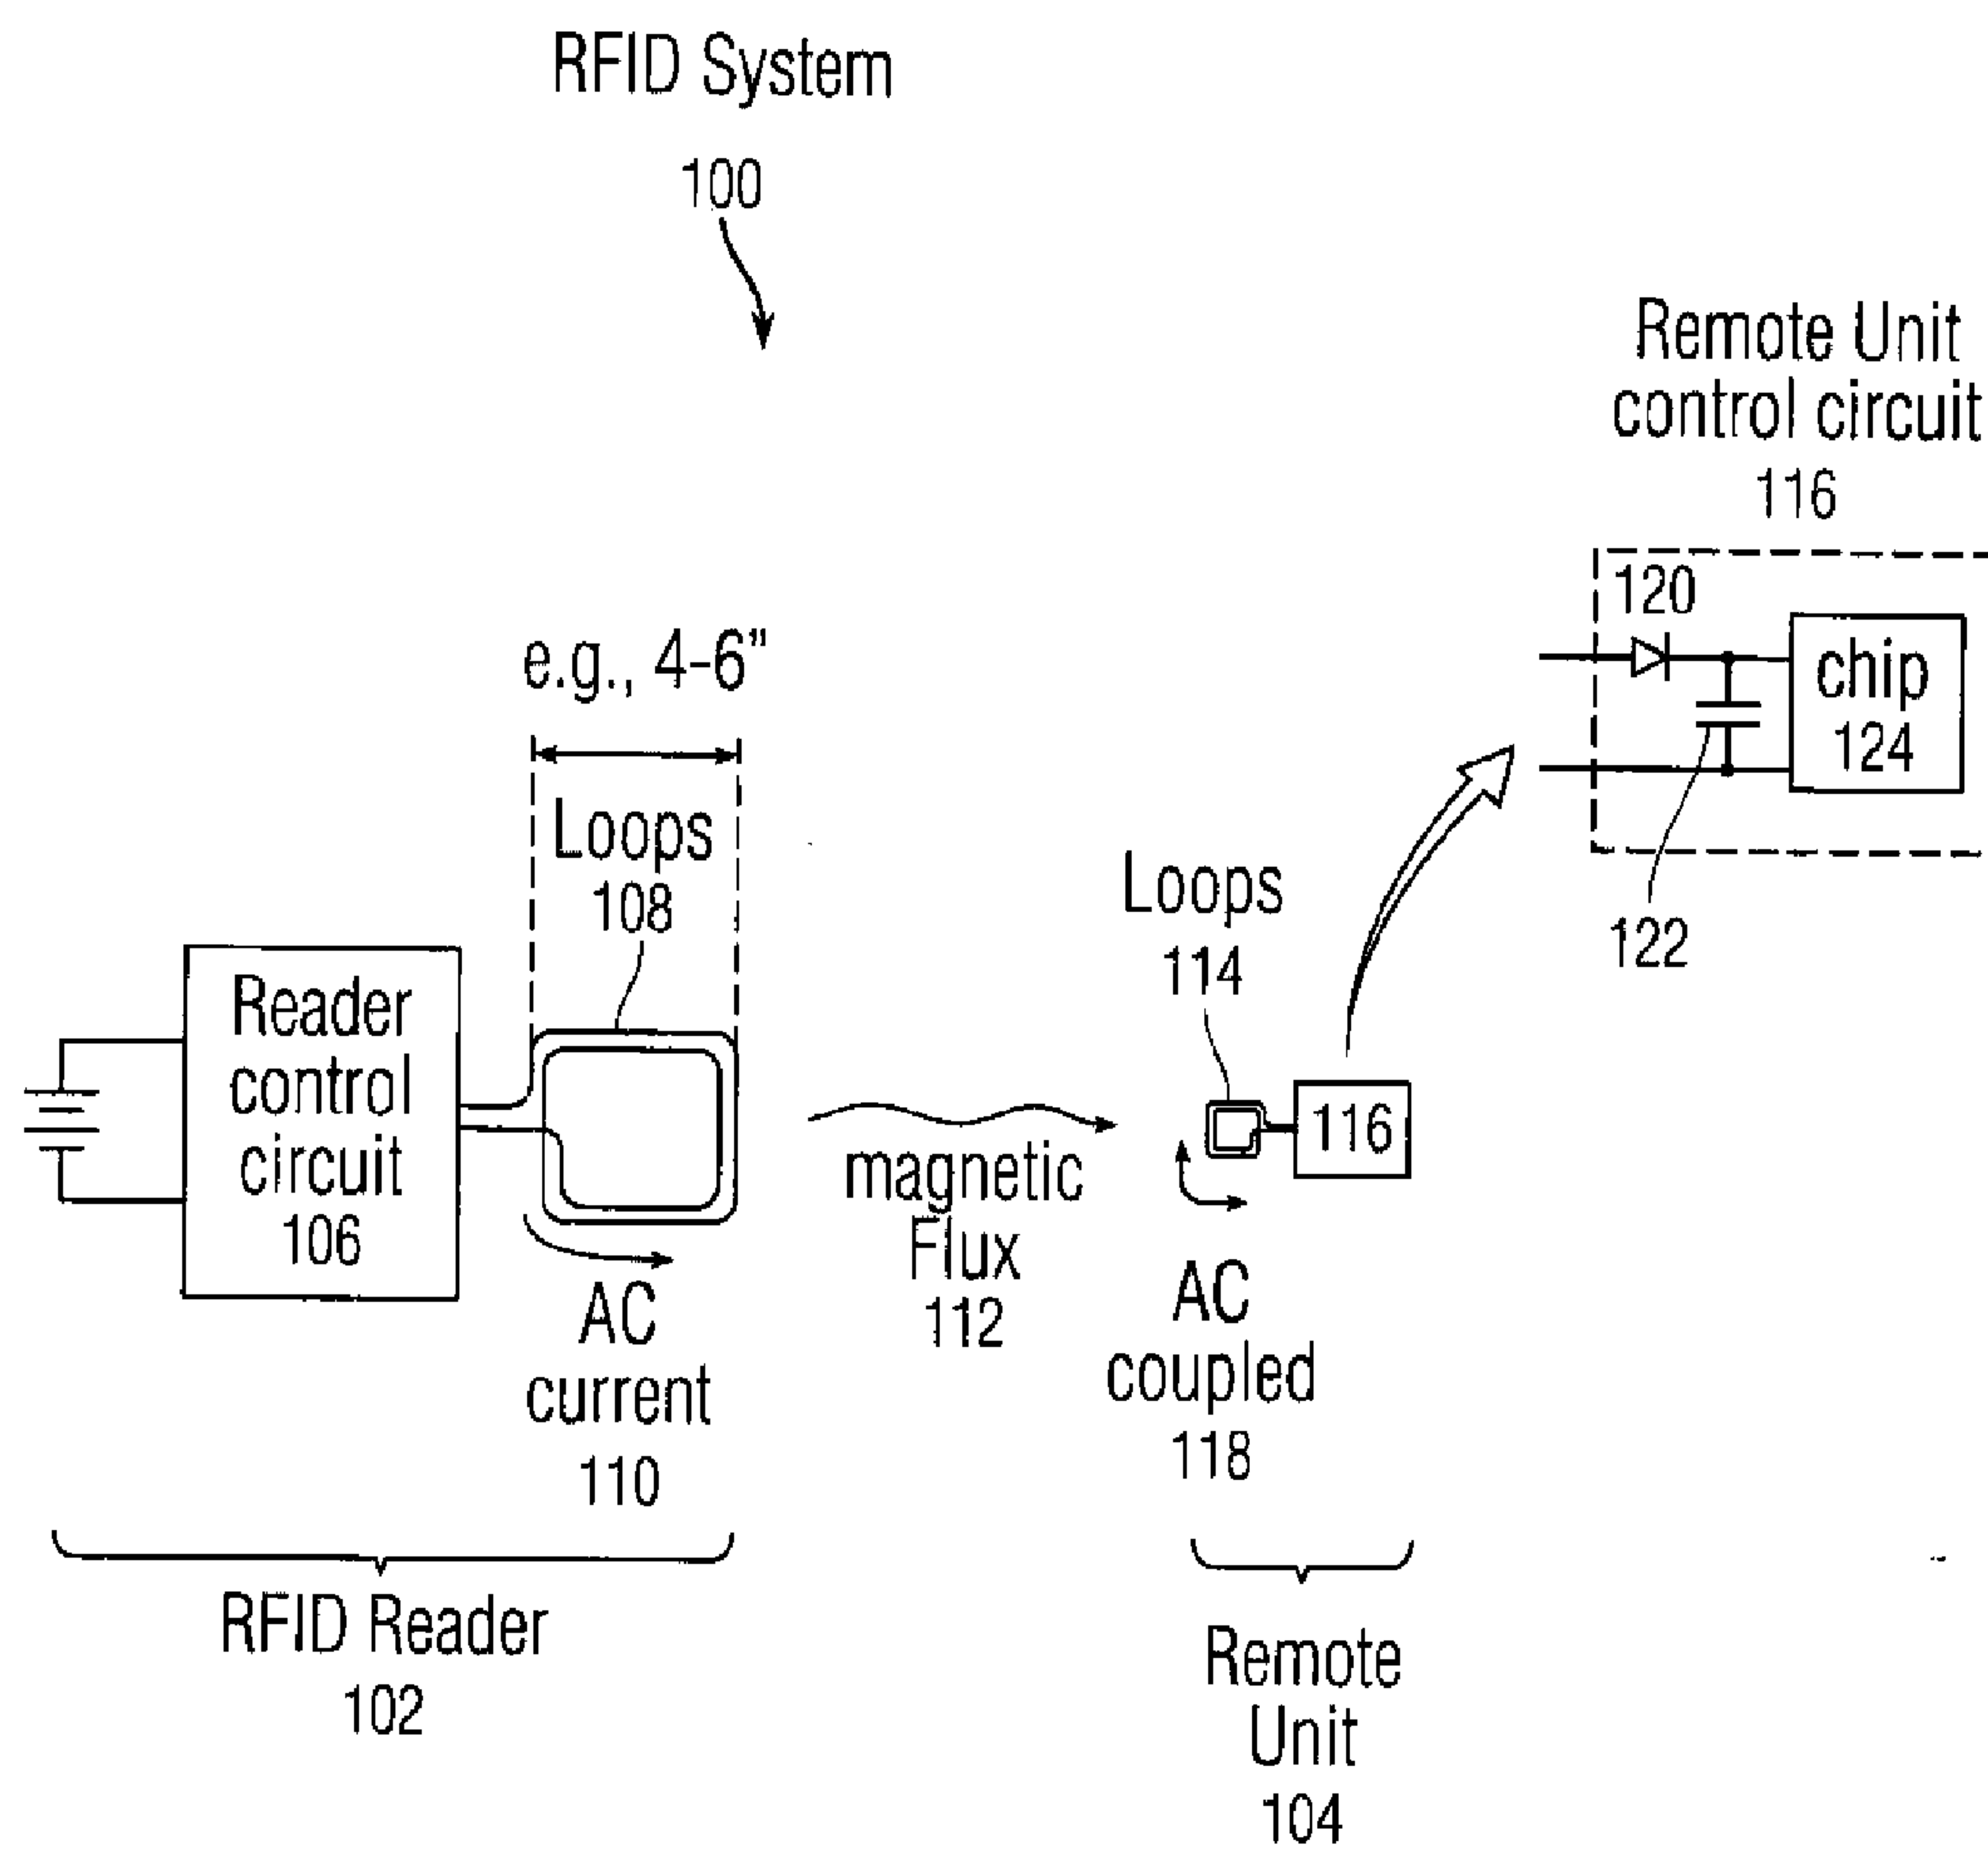 RFID System
100
Remote Unit
control circuit
116
120
chip
124
122
e.g., 4-6"
Loops
108
Reader
control
circuit
106
AC
current
110
magnetic
Flux
112
Loops
114
116
AC
coupled
118
RFID Reader
102
Remote
Unit
104